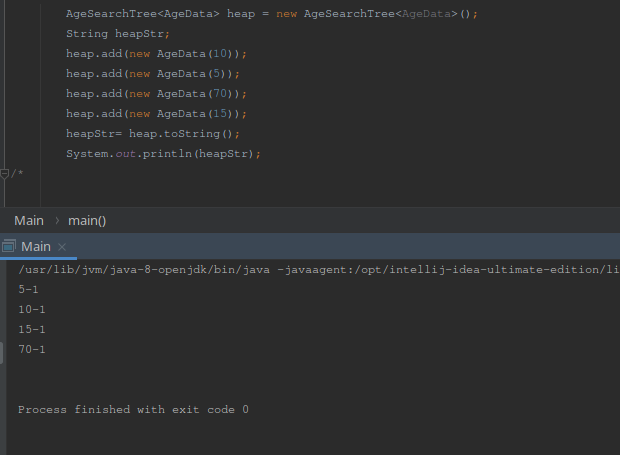 AgeSearchTree<AgeData> heap = new AgeSearchTree<AgeData>();
String heapStr;
heap.add(new AgeData(10));
heap.add(new AgeData(5));
heap.add(new AgeData(70));
heap.add(new AgeData(15));
heapStr= heap.toString();
System.out.println(heapStr);
/*
Main > main()
Main ×
/usr/lib/jvm/java-8-openjdk/bin/java -javaagent:/opt/intellij-idea-ultimate-edition/li
5-1
10-1
15-1
70-1
Process finished with exit code 0